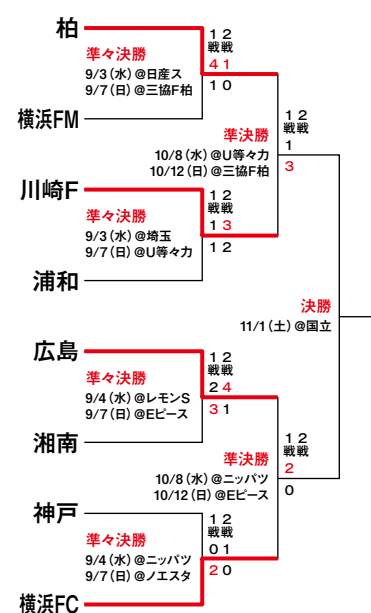 柏
1 2
戦戦
準々決勝
9/3(水)@日産ス
9/7(日)@三協F柏
4 1
1 0
横浜FM
1 2
戦戦
準決勝
10/8(水)@U等々力
10/12(日)@三協F柏
1
3
川崎F
1 2
戦戦
準々決勝
9/3(水)@埼玉
9/7(日)@U等々力
1 3
1 2
浦和
決勝
11/1(土)@国立
広島
1 2
戦戦
準々決勝
9/4(水)@レモンS
9/7(日)@Eピース
2 4
3 1
湘南
1 2
戦戦
準決勝
10/8(水)@ニッパツ
10/12(日)@Eピース
2
0
神戸
1 2
戦戦
準々決勝
9/4(水)@ニッパツ
9/7(日)@ノエスタ
0 1
2 0
横浜FC